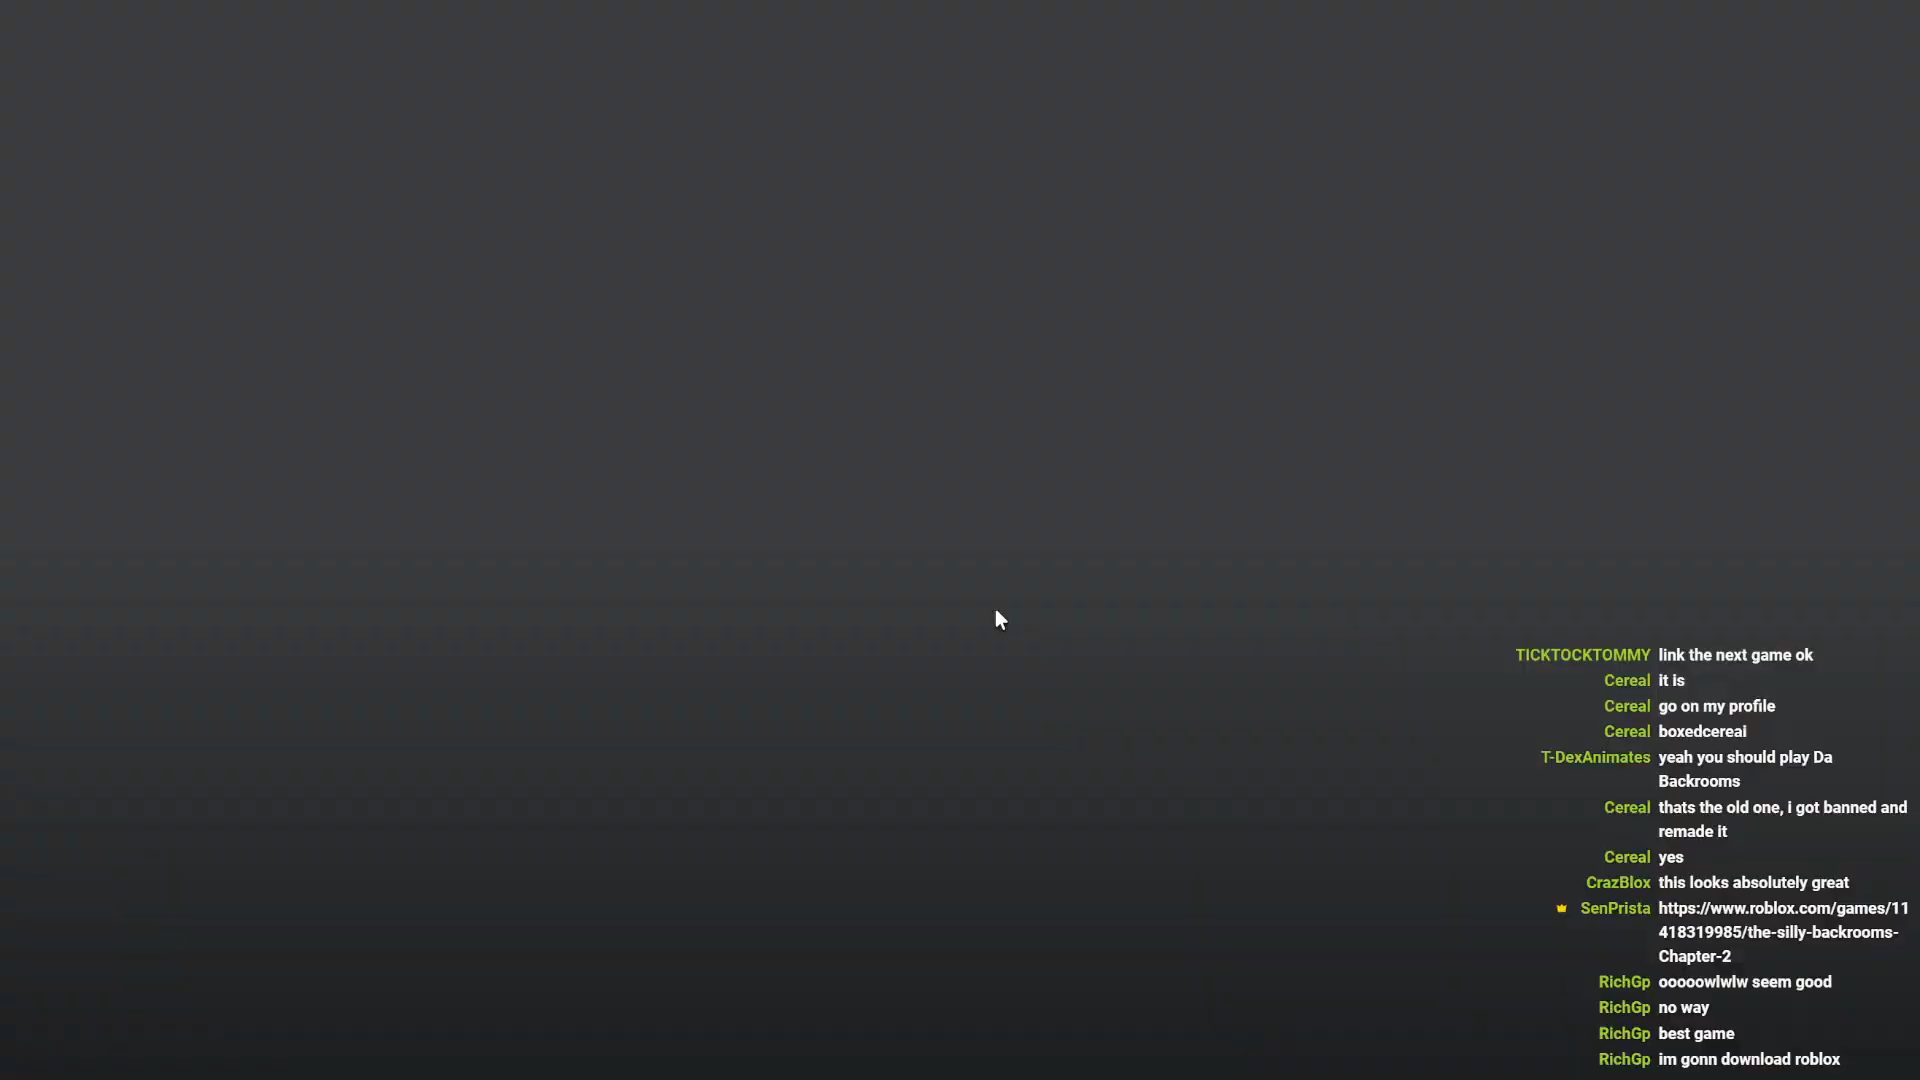 TICKTOCKTOMMY link the next game ok
Cereal it is
Cereal go on my profile
Cereal boxedcereai
T-DexAnimates yeah you should play Da
Backrooms
Cereal thats the old one, i got banned and
remade it
Cereal yes
CrazBlox this looks absolutely great
SenPrista https://www.roblox.com/games/11
418319985/the-silly-backrooms-
Chapter-2
RichGp ooooowlwlw seem good
RichGp no way
RichGp best game
RichGp im gonn download roblox